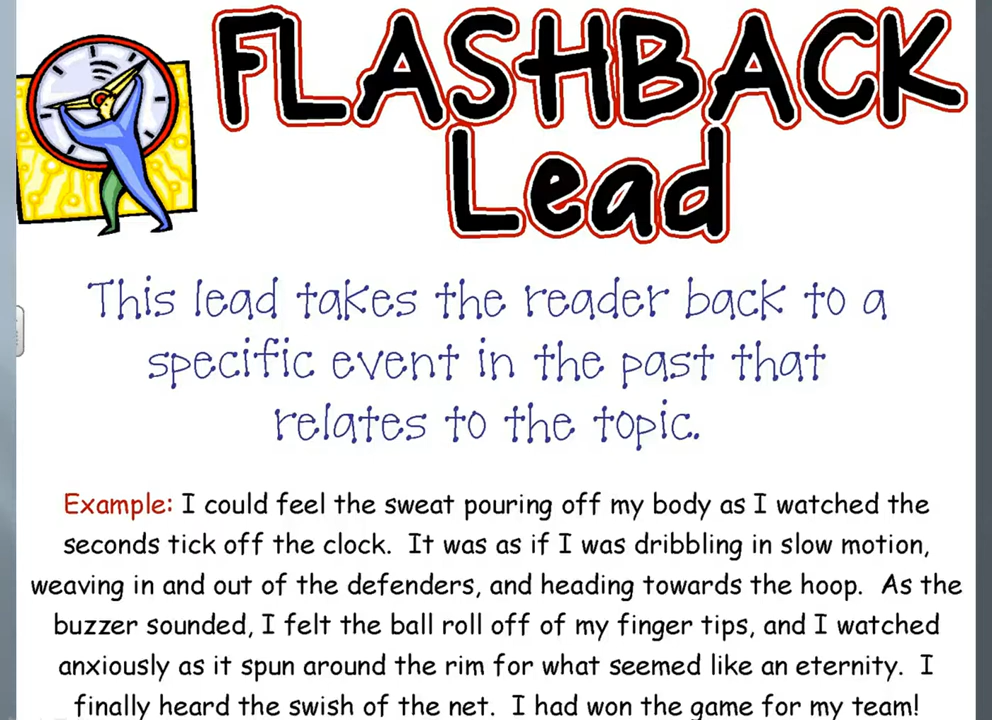 FLASHBACK
Lead
This lead takes the reader back to a
specific event in the past that
relates to the topic.
Example: I could feel the sweat pouring off my body as I watched the
seconds tick off the clock. It was as if I was dribbling in slow motion,
weaving in and out of the defenders, and heading towards the hoop. As the
buzzer sounded, I felt the ball roll off of my finger tips, and I watched
anxiously as it spun around the rim for what seemed like an eternity. I
finally heard the swish of the net. I had won the game for my team!